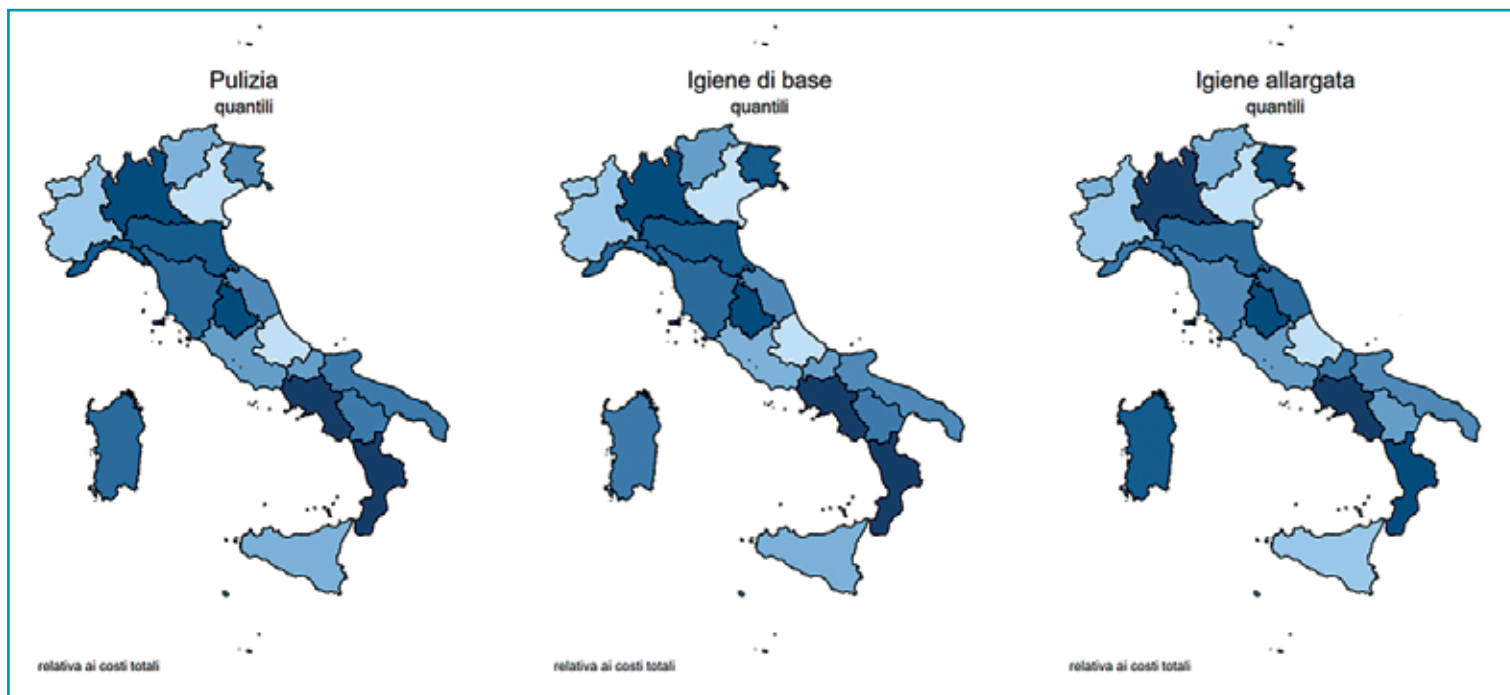 Pulizia
quantili
Igiene di base
quantili
Igiene allargata
quantili
relativa ai costi totali
relativa ai costi totali
relativa ai costi totali